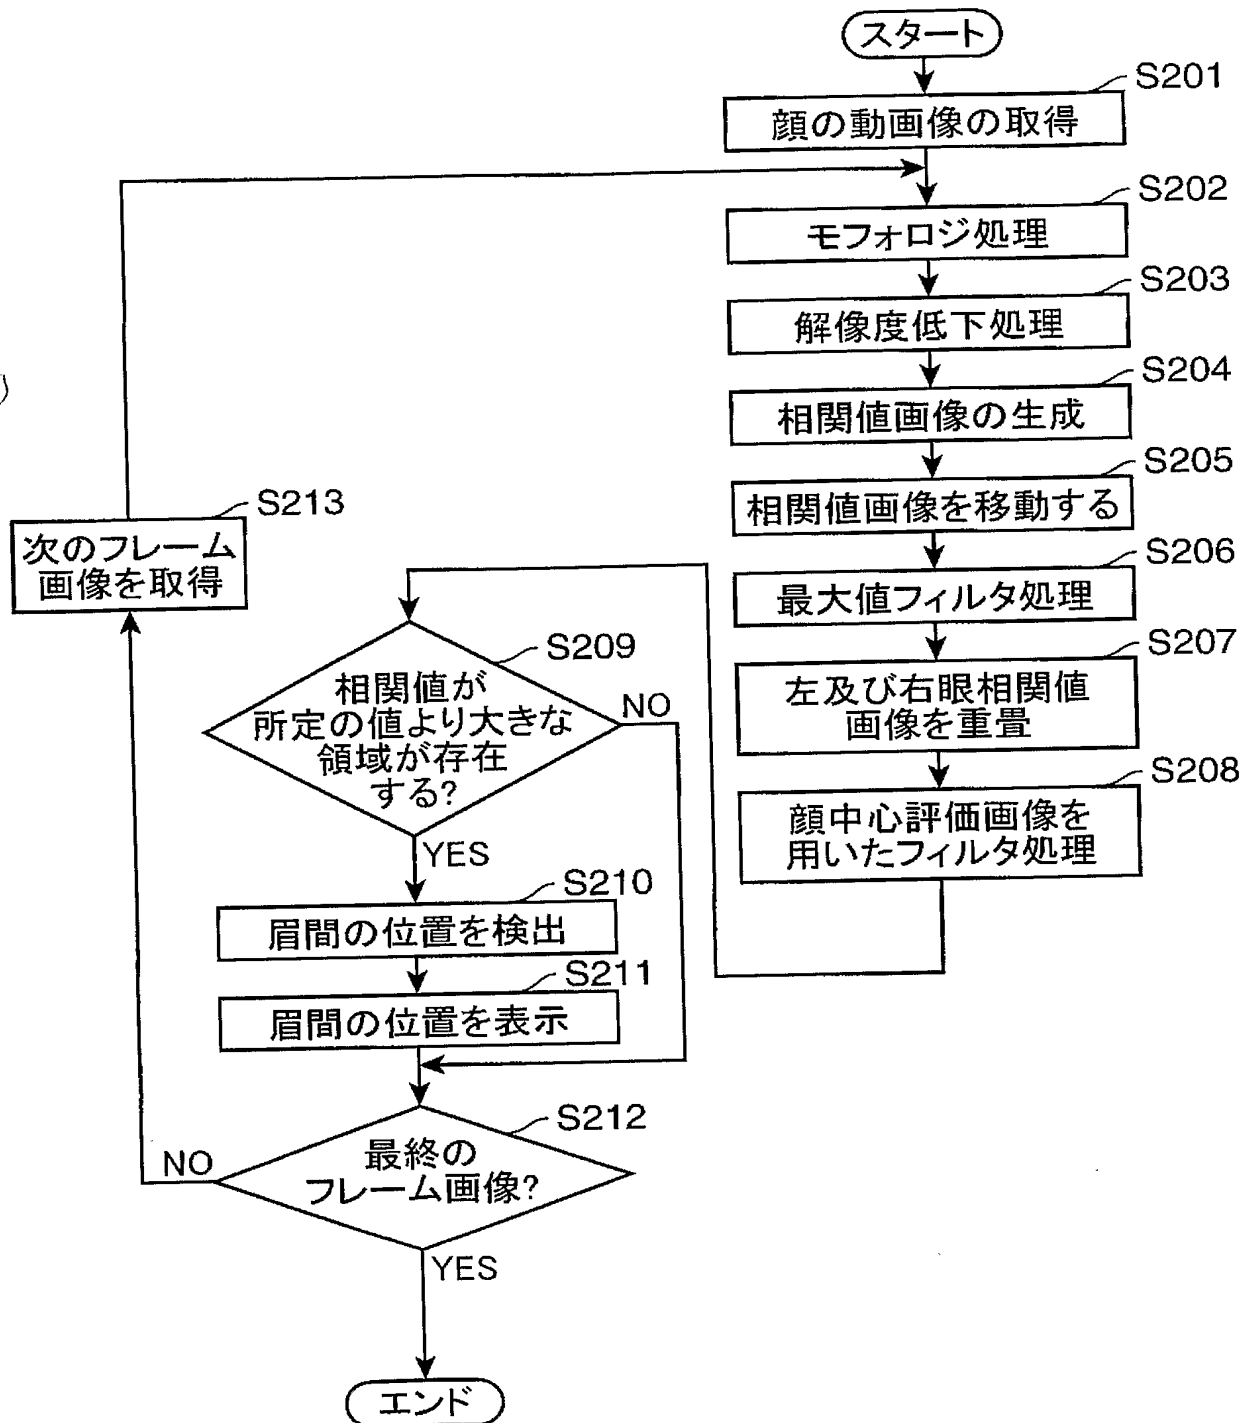 スタート
S201
顔の動画像の取得
S202
モフォロジ処理
S203
解像度低下処理
S204
相関値画像の生成
S205
相関値画像を移動する
S206
最大値フィルタ処理
S207
左及び右眼相関値
画像を重畳
S208
顔中心評価画像を
用いたフィルタ処理
S209
相関値が
所定の値より大きな
領域が存在
する?
NO
YES
S210
眉間の位置を検出
S211
眉間の位置を表示
S212
最終の
フレーム画像?
NO
YES
S213
次のフレーム
画像を取得
エンド